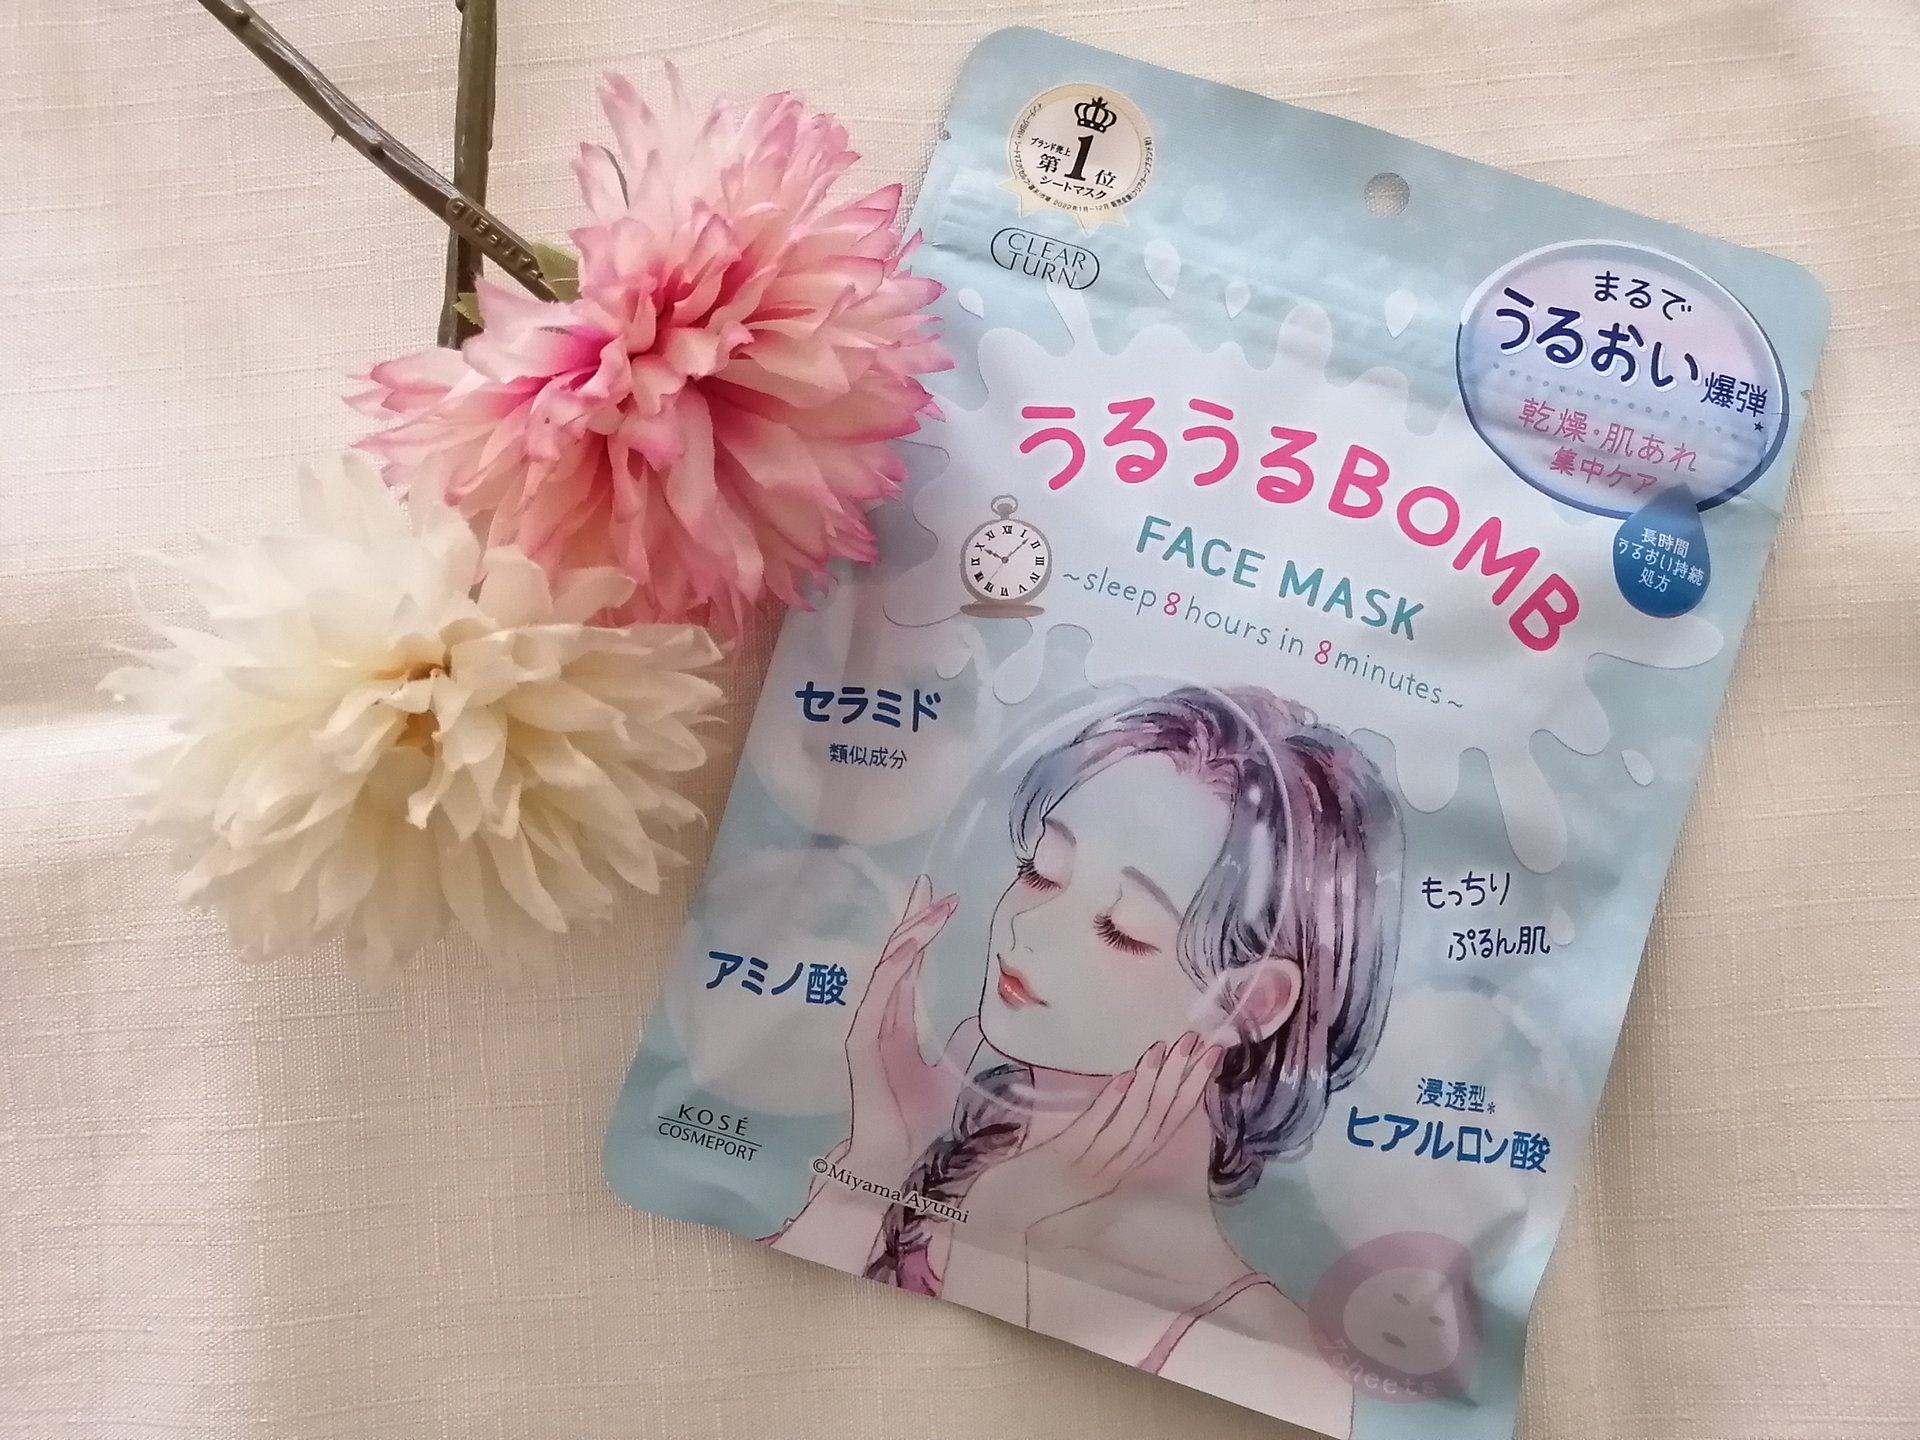 ブランド売上
第1位
シートマスク
CLEAR
TURN
まるで
うるおい爆弾
乾燥・肌あれ
集中ケア
長時間
うるおい持続
処方
うるうるBOMB
FACE MASK
~sleep 8 hours in 8 minutes~
セラミド
類似成分
アミノ酸
もっちり
ぷるん肌
浸透型*
ヒアルロン酸
KOSÉ
COSMEPORT
©Miyama Ayumi
7sheets